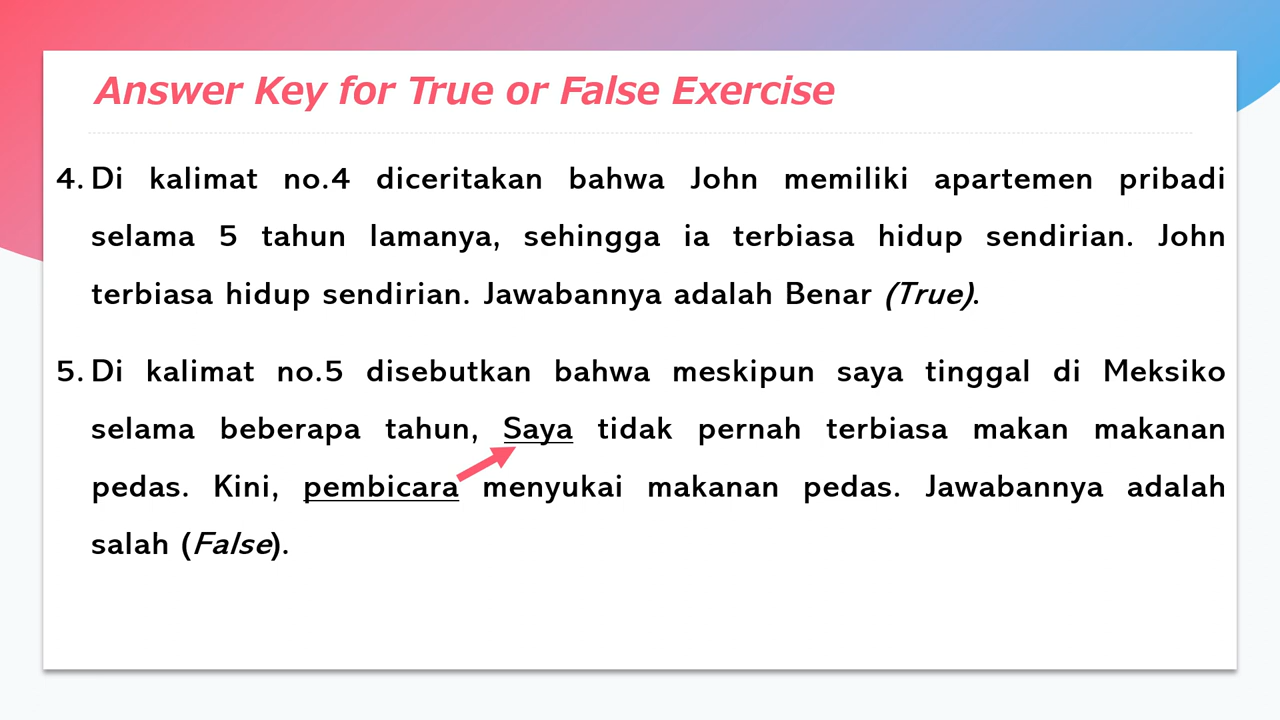 Answer Key for True or False Exercise
4. Di kalimat no.4 diceritakan bahwa John memiliki apartemen pribadi
selama 5 tahun lamanya, sehingga ia terbiasa hidup sendirian. John
terbiasa hidup sendirian. Jawabannya adalah Benar (True).
5. Di kalimat no.5 disebutkan bahwa meskipun saya tinggal di Meksiko
selama beberapa tahun, Saya tidak pernah terbiasa makan makanan
pedas. Kini, pembicara menyukai makanan pedas. Jawabannya adalah
salah (False).